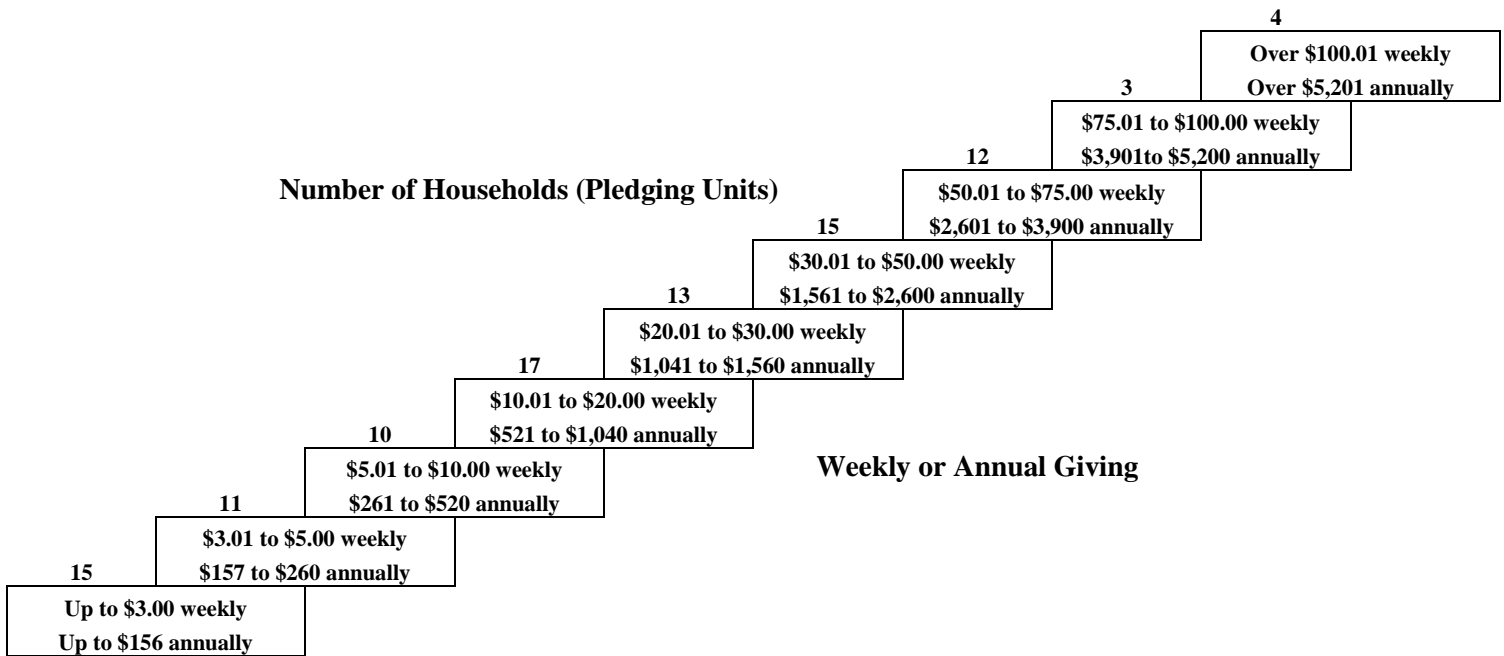 4
Over $100.01 weekly
Over $5,201 annually
3
$75.01 to $100.00 weekly
$3,901to $5,200 annually
12
Number of Households (Pledging Units)
$50.01 to $75.00 weekly
$2,601 to $3,900 annually
15
$30.01 to $50.00 weekly
$1,561 to $2,600 annually
13
$20.01 to $30.00 weekly
$1,041 to $1,560 annually
17
$10.01 to $20.00 weekly
$521 to $1,040 annually
10
$5.01 to $10.00 weekly
Weekly or Annual Giving
$261 to $520 annually
11
$3.01 to $5.00 weekly
$157 to $260 annually
15
Up to $3.00 weekly
Up to $156 annually